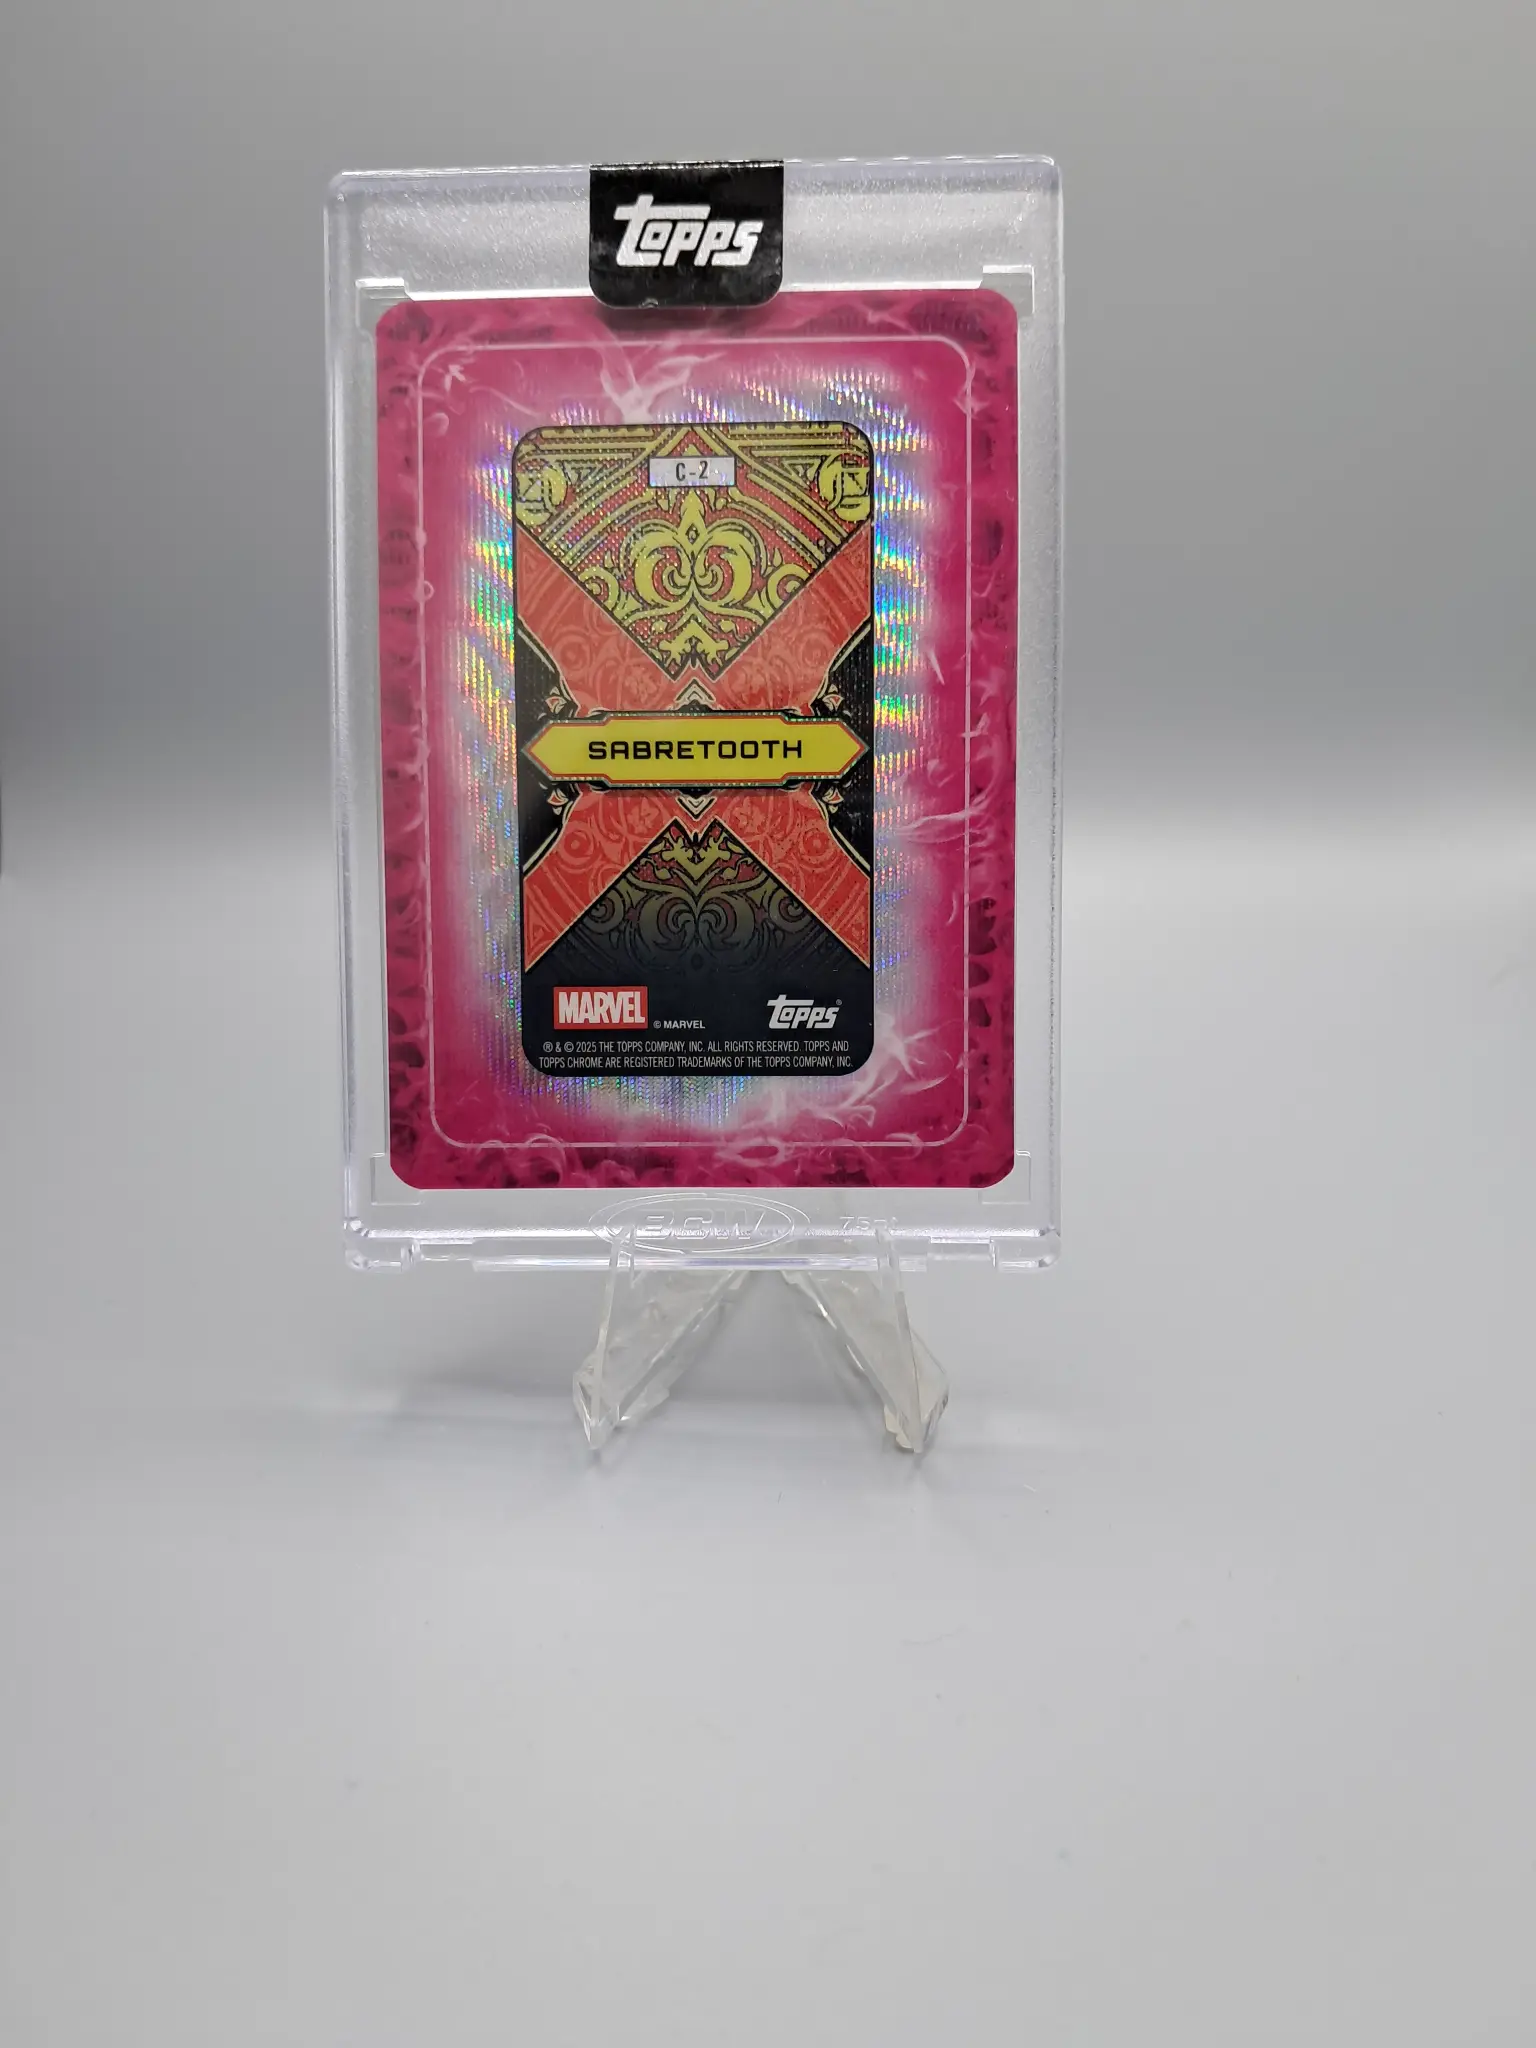 Topps
C-2
SABRETOOTH
MARVEL
© MARVEL
Topps®
® & © 2025 THE TOPPS COMPANY, INC. ALL RIGHTS RESERVED. TOPPS AND
TOPPS CHROME ARE REGISTERED TRADEMARKS OF THE TOPPS COMPANY, INC.
BCW